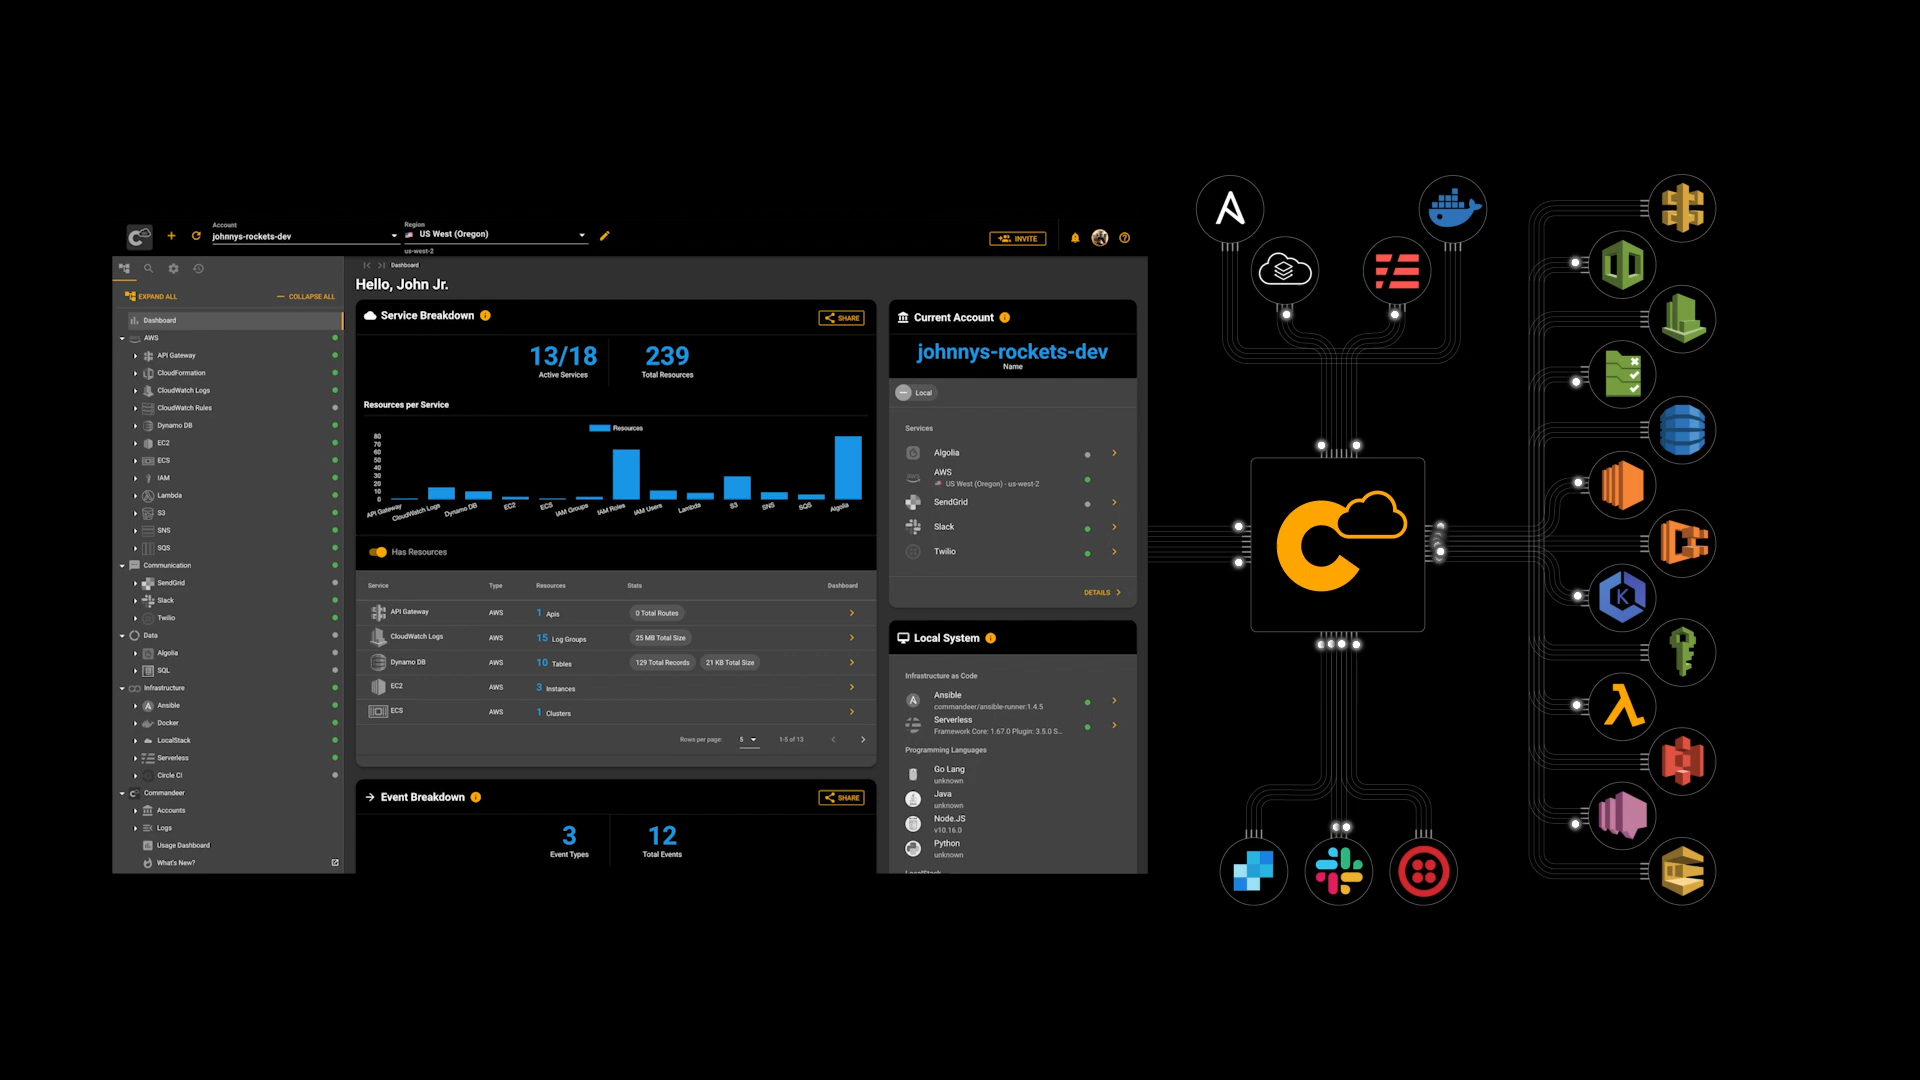 Account
johnnys-rockets-dev
Region
US West (Oregon)
us-west-2
INVITE
EXPAND ALL
COLLAPSE ALL
Dashboard
AWS
API Gateway
CloudFormation
CloudWatch Logs
CloudWatch Rules
Dynamo DB
EC2
ECS
IAM
Lambda
S3
SNS
SQS
Communication
SendGrid
Slack
Twilio
Data
Algolia
SQL
Infrastructure
Ansible
Docker
LocalStack
Serverless
Circle CI
Commandeer
Accounts
Logs
Usage Dashboard
What's New?
Dashboard
Hello, John Jr.
Service Breakdown
SHARE
13/18
Active Services
239
Total Resources
Resources per Service
Resources
80
70
60
50
40
30
20
10
0
API Gateway
CloudWatch Logs
Dynamo DB
EC2
ECS
IAM Groups
IAM Roles
IAM Users
Lambda
S3
SNS
SQS
Algolia
Has Resources
Service Type Resources Stats Dashboard
API Gateway AWS 1 Apis 0 Total Routes
CloudWatch Logs AWS 15 Log Groups 25 MB Total Size
Dynamo DB AWS 10 Tables 129 Total Records 21 KB Total Size
EC2 AWS 3 Instances
ECS AWS 1 Clusters
Rows per page: 5 1-5 of 13
Event Breakdown
SHARE
3
Event Types
12
Total Events
Current Account
johnnys-rockets-dev
Name
Local
Services
Algolia
AWS
US West (Oregon) - us-west-2
SendGrid
Slack
Twilio
DETAILS
Local System
Infrastructure as Code
Ansible
commandeer/ansible-runner:1.4.5
Serverless
Framework Core: 1.67.0 Plugin: 3.5.0 S...
Programming Languages
Go Lang
unknown
Java
unknown
Node.JS
v10.16.0
Python
unknown
LocalStack
K